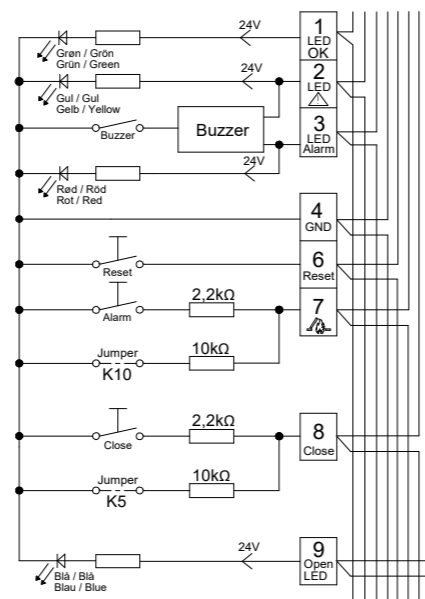 24V
1
LED
OK
Grøn / Grön
Grün / Green
24V
2
LED
Gul / Gul
Gelb / Yellow
Buzzer
Buzzer
3
LED
Alarm
24V
Rød / Röd
Rot / Red
4
GND
6
Reset
Reset
2,2kΩ
7
Alarm
Jumper
K10
10kΩ
2,2kΩ
8
Close
Close
Jumper
K5
10kΩ
24V
9
Open
LED
Blå / Blå
Blau / Blue